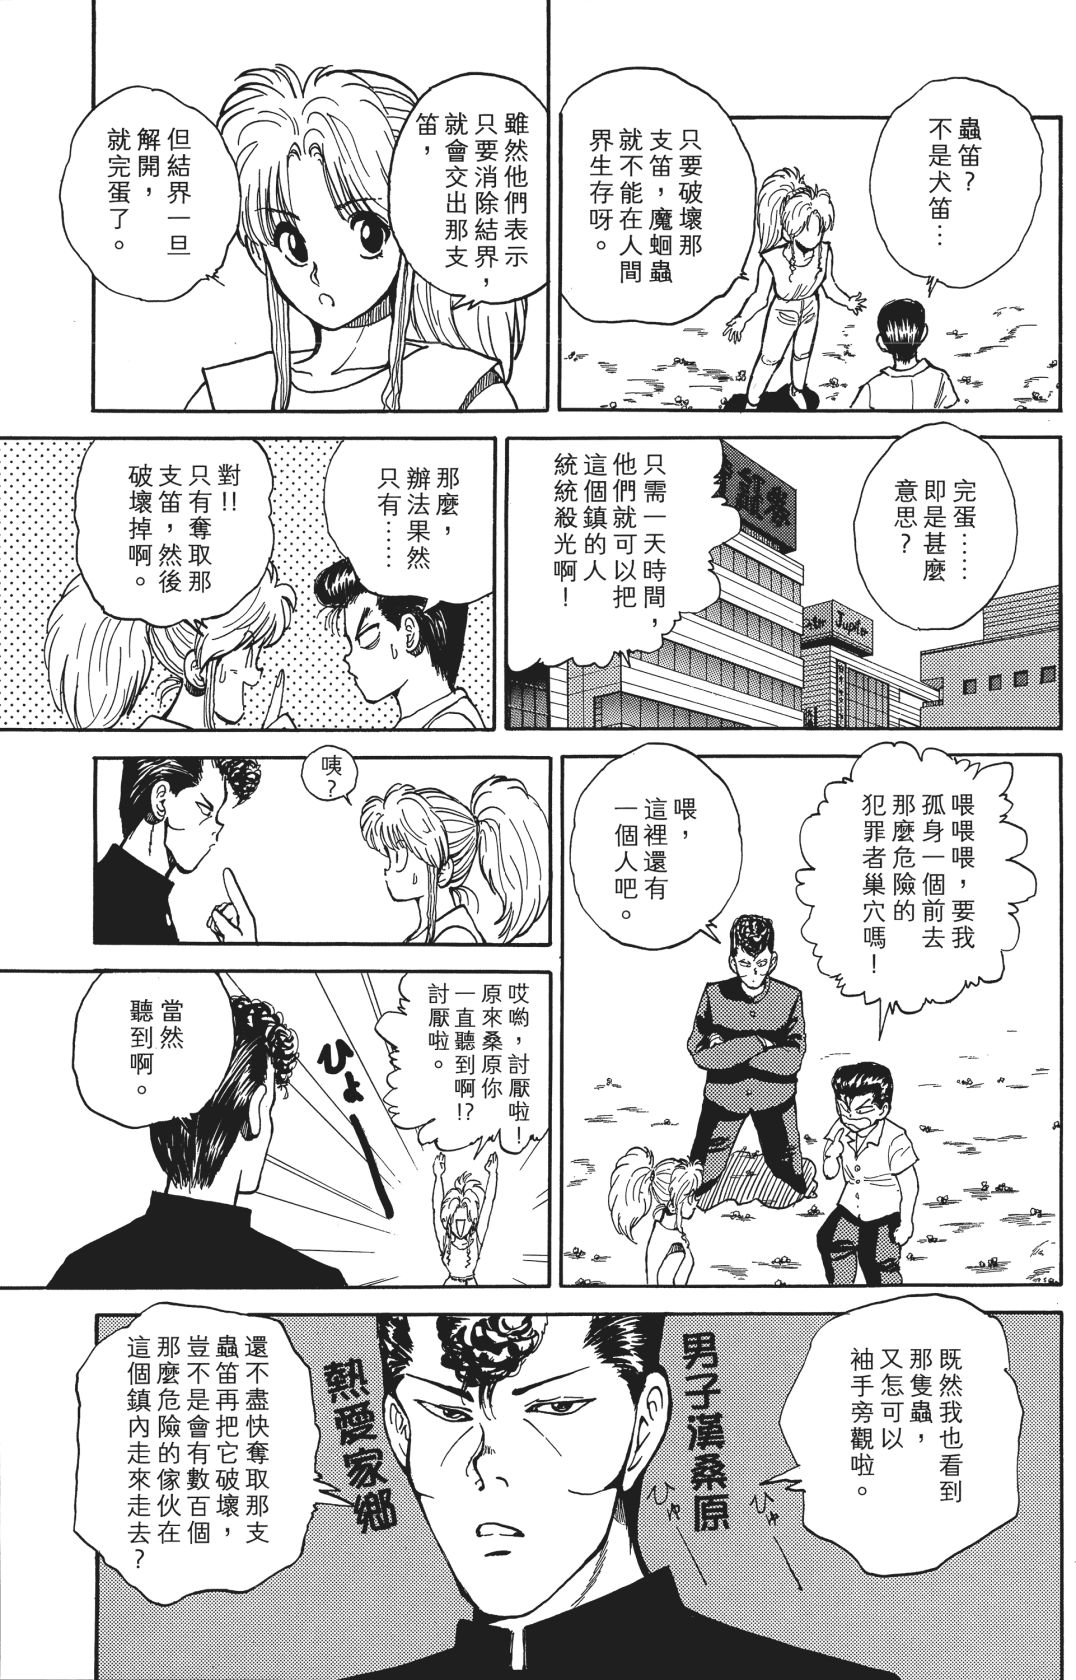 蟲笛？
不是犬笛…
只要破壞那
支笛，魔蛔蟲
就不能在人間
界生存呀。
雖然他們表示
只要消除結界，
就會交出那支
笛，
但結界一旦
解開，
就完蛋了。
完蛋……
即是甚麼
意思？
Jupiter
只需一天時間，
他們就可以把
這個鎮的人
統統殺光啊！
那麼，
辦法果然
只有……
對!!
只有奪取那
支笛，然後
破壞掉啊。
喂喂喂，要我
孤身一個前去
那麼危險的
犯罪者巢穴嗎！
喂，
這裡還有
一個人吧。
咦？
哎喲，討厭啦！
原來桑原你
一直聽到啊!?
討厭啦。
ひょー
當然
聽到啊。
既然我也看到
那隻蟲，
又怎可以
袖手旁觀啦。
男子漢桑原
ひゅー
ひゅー
熱愛家鄉
還不盡快奪取那支
蟲笛再把它破壞，
豈不是會有數百個
那麼危險的傢伙在
這個鎮內走來走去？